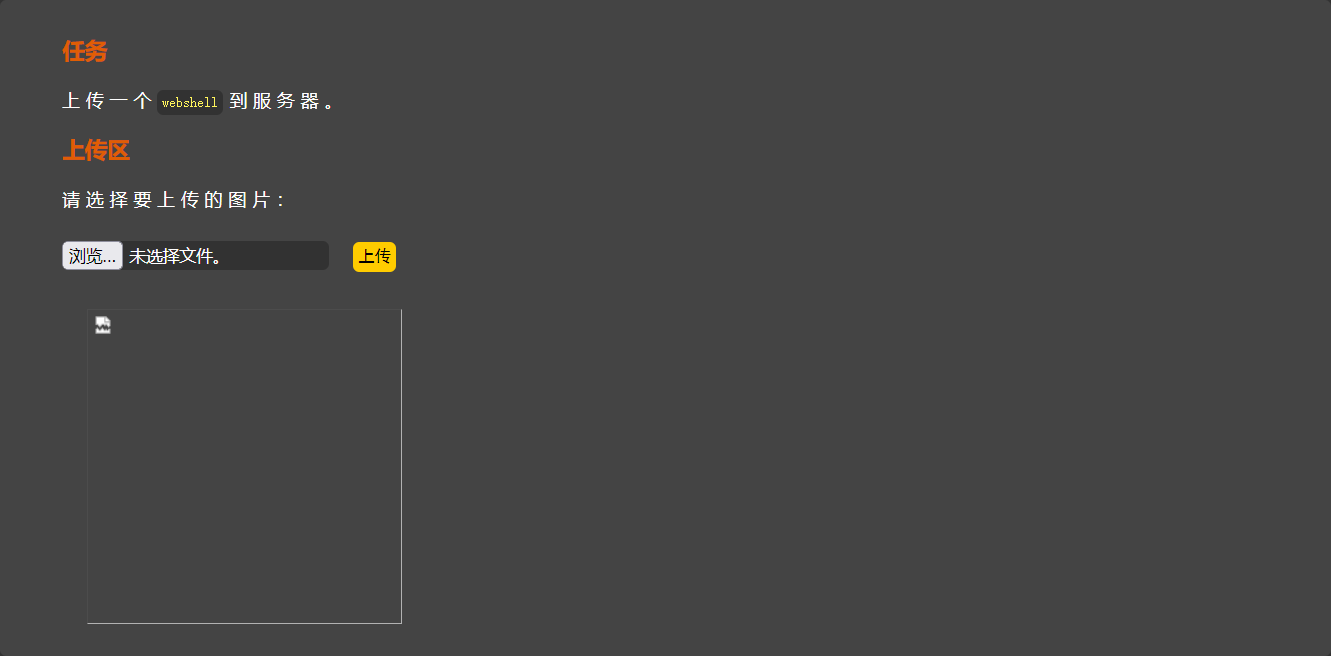 任务
上传一个 webshell 到服务器。
上传区
请选择要上传的图片：
浏览… 未选择文件。 上传